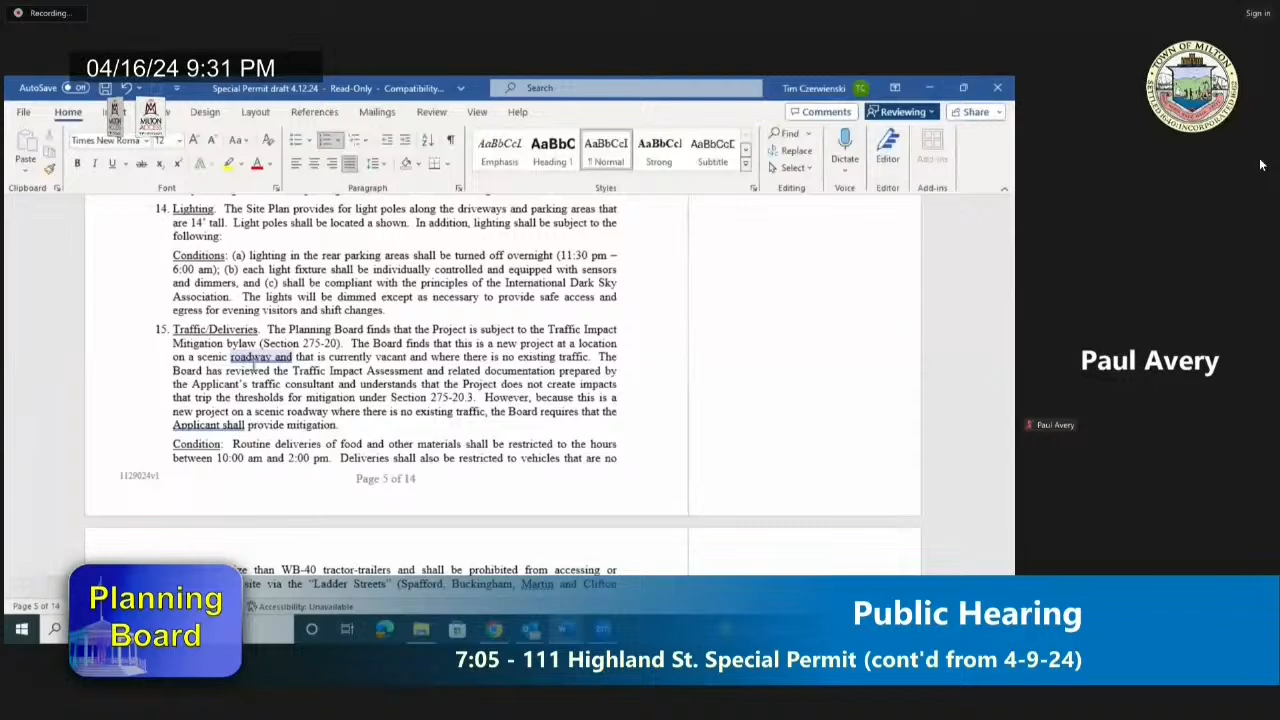 Recording...
Sign in
04/16/24 9:31 PM
AutoSave Off
Special Permit draft 4.12.24 - Read-Only - Compatibility...
Search
Tim Czerwienski TC
File Home Design Layout References Mailings Review View Help
Comments Reviewing Share
Times New Roma 12
AaBbCcL AaBbC AaBbCcI AaBbCcl AaBbCcD
Emphasis Heading 1 ¶ Normal Strong Subtitle
Find
Replace
Select
Paste
Dictate Editor Add-ins
Clipboard Font Paragraph Styles Editing Voice Editor Add-ins
MILTON
ACCESS
TOWN OF MILTON
14. Lighting. The Site Plan provides for light poles along the driveways and parking areas that
are 14' tall. Light poles shall be located a shown. In addition, lighting shall be subject to the
following:
Conditions: (a) lighting in the rear parking areas shall be turned off overnight (11:30 pm –
6:00 am); (b) each light fixture shall be individually controlled and equipped with sensors
and dimmers, and (c) shall be compliant with the principles of the International Dark Sky
Association. The lights will be dimmed except as necessary to provide safe access and
egress for evening visitors and shift changes.
15. Traffic/Deliveries. The Planning Board finds that the Project is subject to the Traffic Impact
Mitigation bylaw (Section 275-20). The Board finds that this is a new project at a location
on a scenic roadway and that is currently vacant and where there is no existing traffic. The
Board has reviewed the Traffic Impact Assessment and related documentation prepared by
the Applicant's traffic consultant and understands that the Project does not create impacts
that trip the thresholds for mitigation under Section 275-20.3. However, because this is a
new project on a scenic roadway where there is no existing traffic, the Board requires that the
Applicant shall provide mitigation.
Condition: Routine deliveries of food and other materials shall be restricted to the hours
between 10:00 am and 2:00 pm. Deliveries shall also be restricted to vehicles that are no
1129024v1
Page 5 of 14
than WB-40 tractor-trailers and shall be prohibited from accessing or
site via the "Ladder Streets" (Spafford, Buckingham, Martin and Clifton
Page 5 of 14
Accessibility: Unavailable
Paul Avery
Paul Avery
Planning
Board
Public Hearing
7:05 - 111 Highland St. Special Permit (cont'd from 4-9-24)